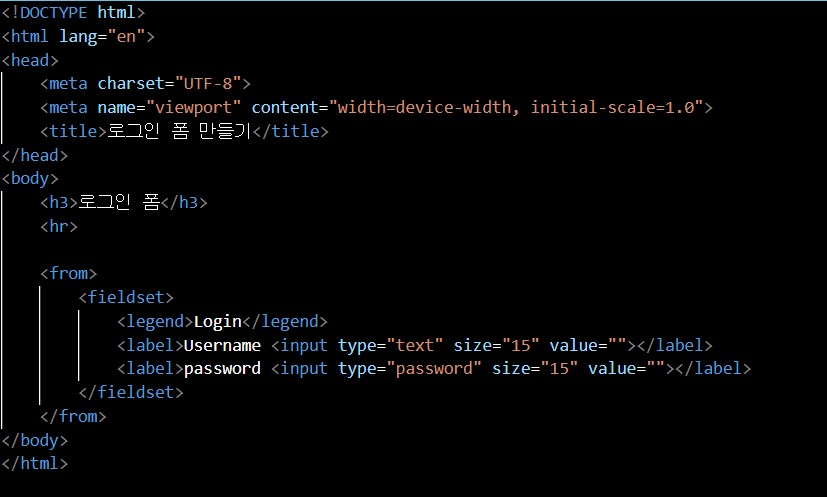 <!DOCTYPE html>
<html lang="en">
<head>
    <meta charset="UTF-8">
    <meta name="viewport" content="width=device-width, initial-scale=1.0">
    <title>로그인 폼 만들기</title>
</head>
<body>
    <h3>로그인 폼</h3>
    <hr>

    <from>
        <fieldset>
            <legend>Login</legend>
            <label>Username <input type="text" size="15" value=""></label>
            <label>password <input type="password" size="15" value=""></label>
        </fieldset>
    </from>
</body>
</html>